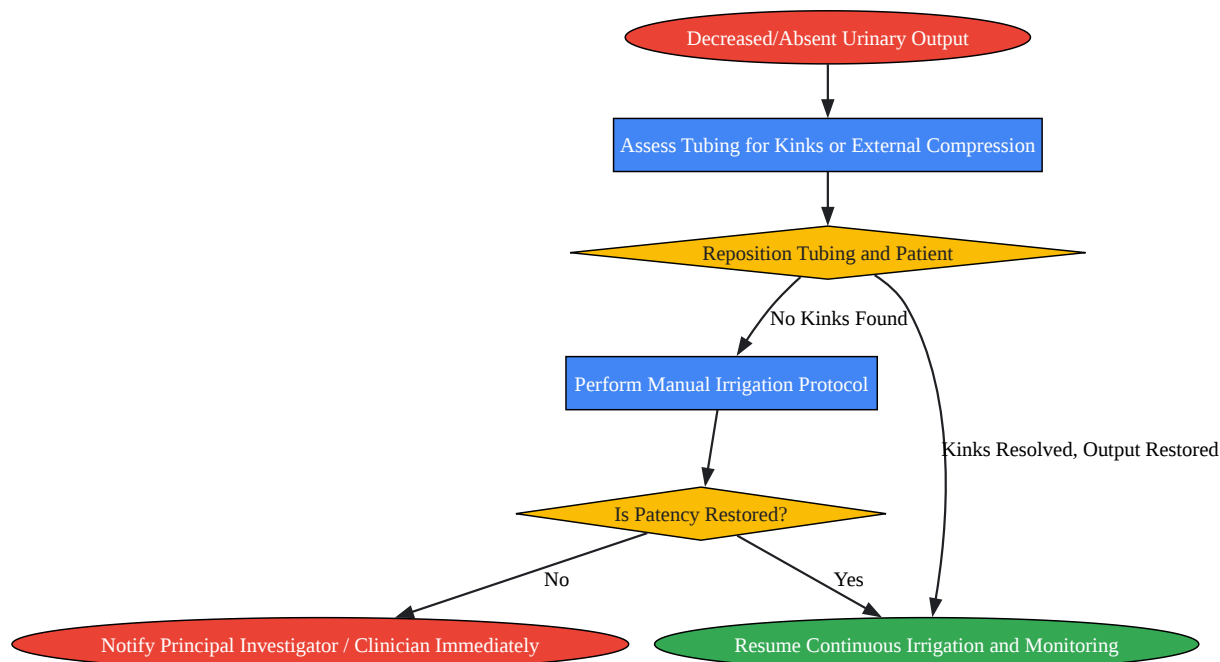 Decreased/Absent Urinary Output
Assess Tubing for Kinks or External Compression
Reposition Tubing and Patient
No Kinks Found
Perform Manual Irrigation Protocol
Kinks Resolved, Output Restored
Is Patency Restored?
No
Yes
Notify Principal Investigator / Clinician Immediately
Resume Continuous Irrigation and Monitoring